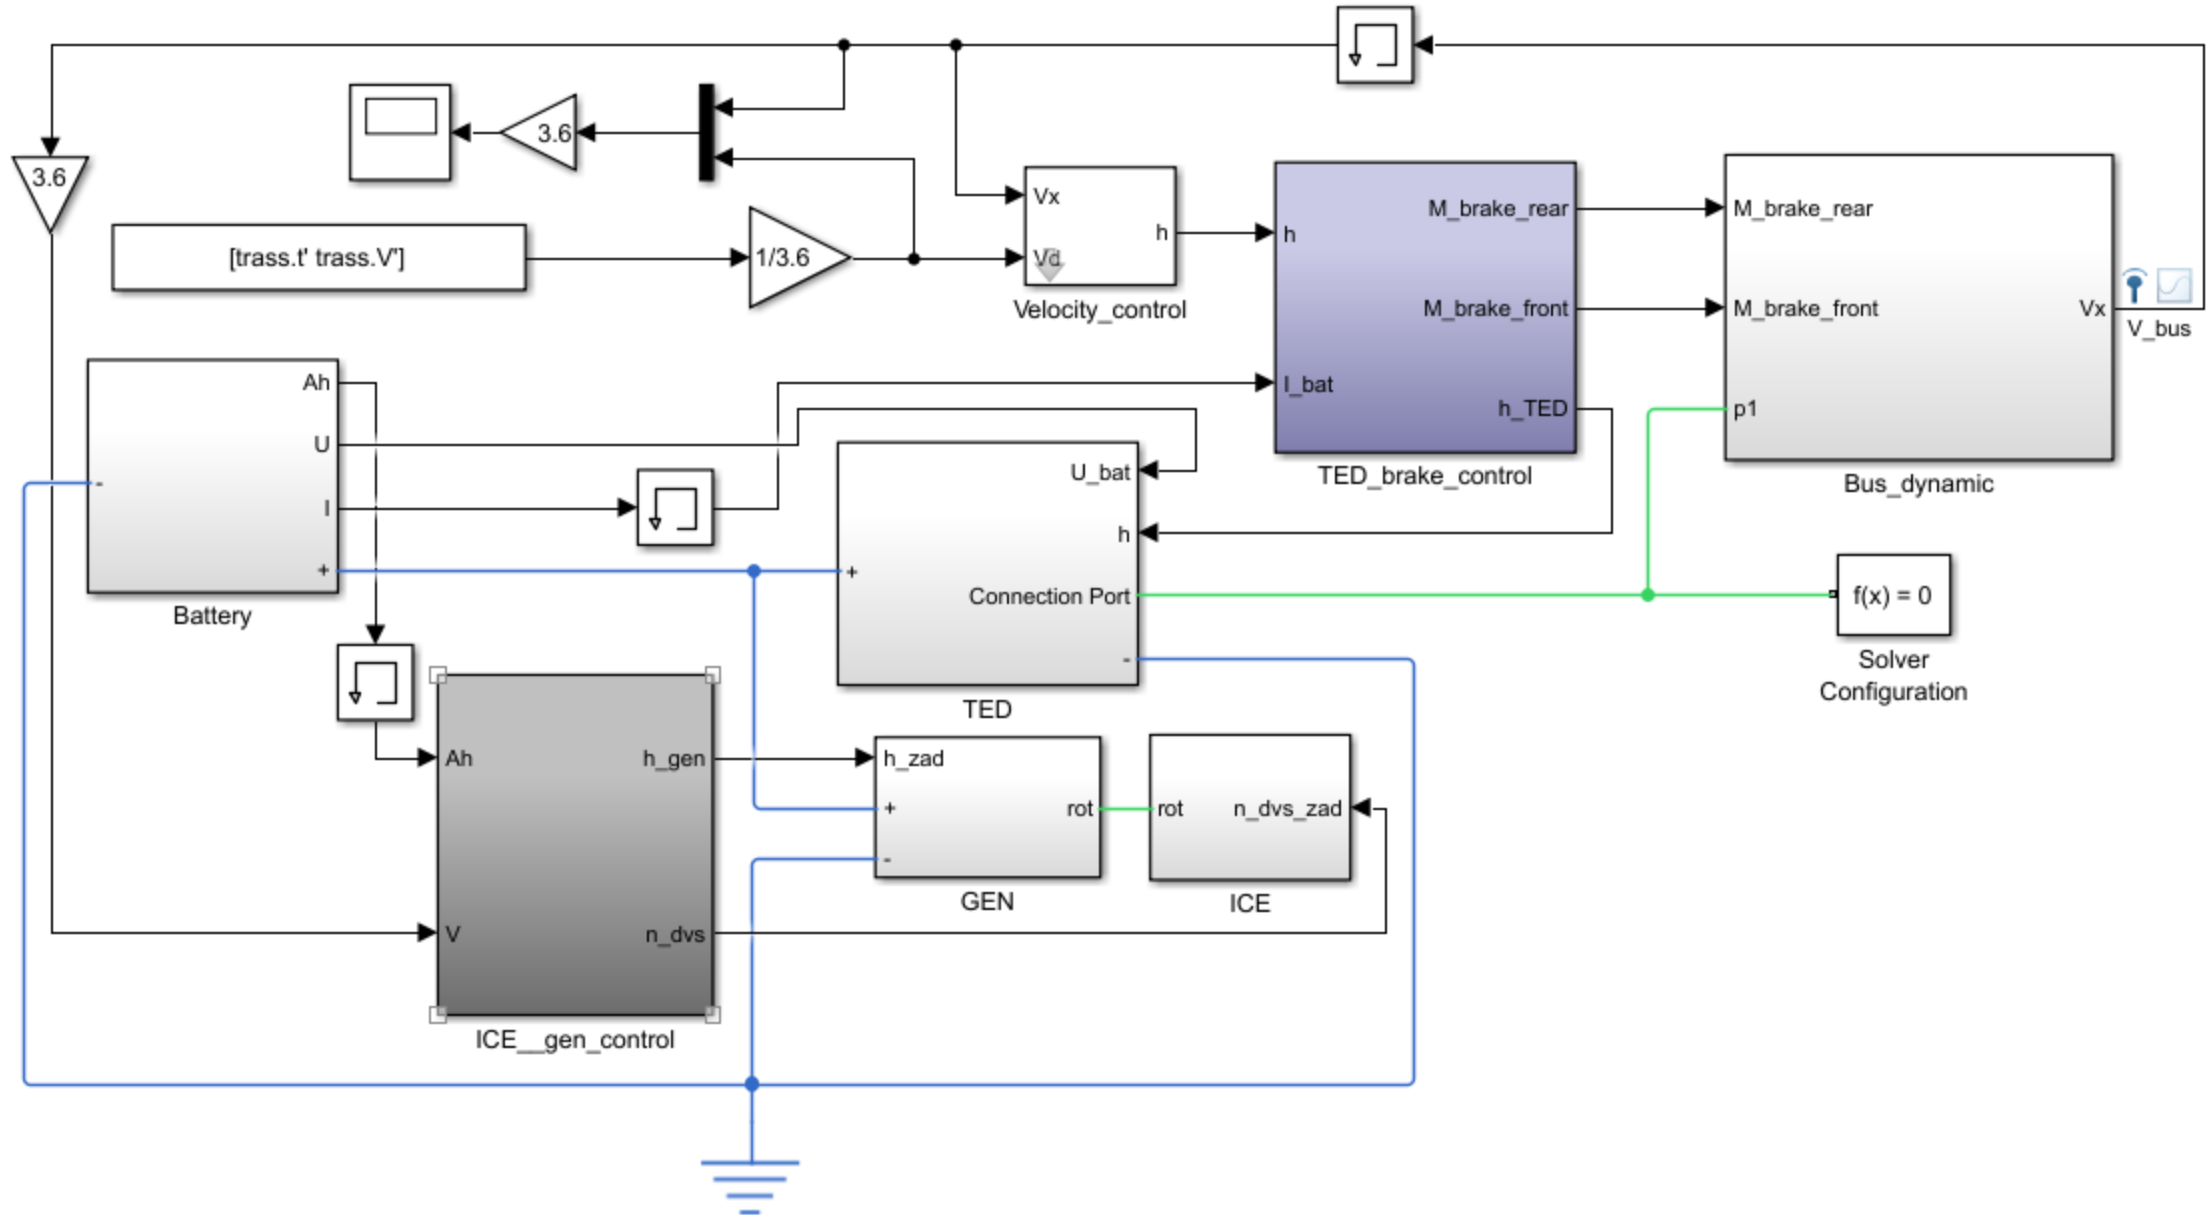 3.6
3.6
[trass.t' trass.V']
1/3.6
Vx
Vd
h
Velocity_control
h
I_bat
M_brake_rear
M_brake_front
h_TED
TED_brake_control
M_brake_rear
M_brake_front
p1
Vx
Bus_dynamic
V_bus
Ah
U
I
-
+
Battery
U_bat
h
+
Connection Port
-
TED
f(x) = 0
Solver
Configuration
Ah
V
h_gen
n_dvs
ICE__gen_control
h_zad
+
-
rot
GEN
rot
n_dvs_zad
ICE